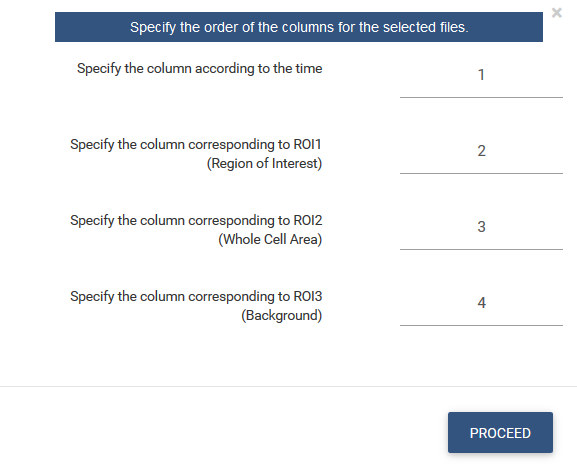 Specify the order of the columns for the selected files.
Specify the column according to the time
1
Specify the column corresponding to ROI1
(Region of Interest)
2
Specify the column corresponding to ROI2
(Whole Cell Area)
3
Specify the column corresponding to ROI3
(Background)
4
PROCEED